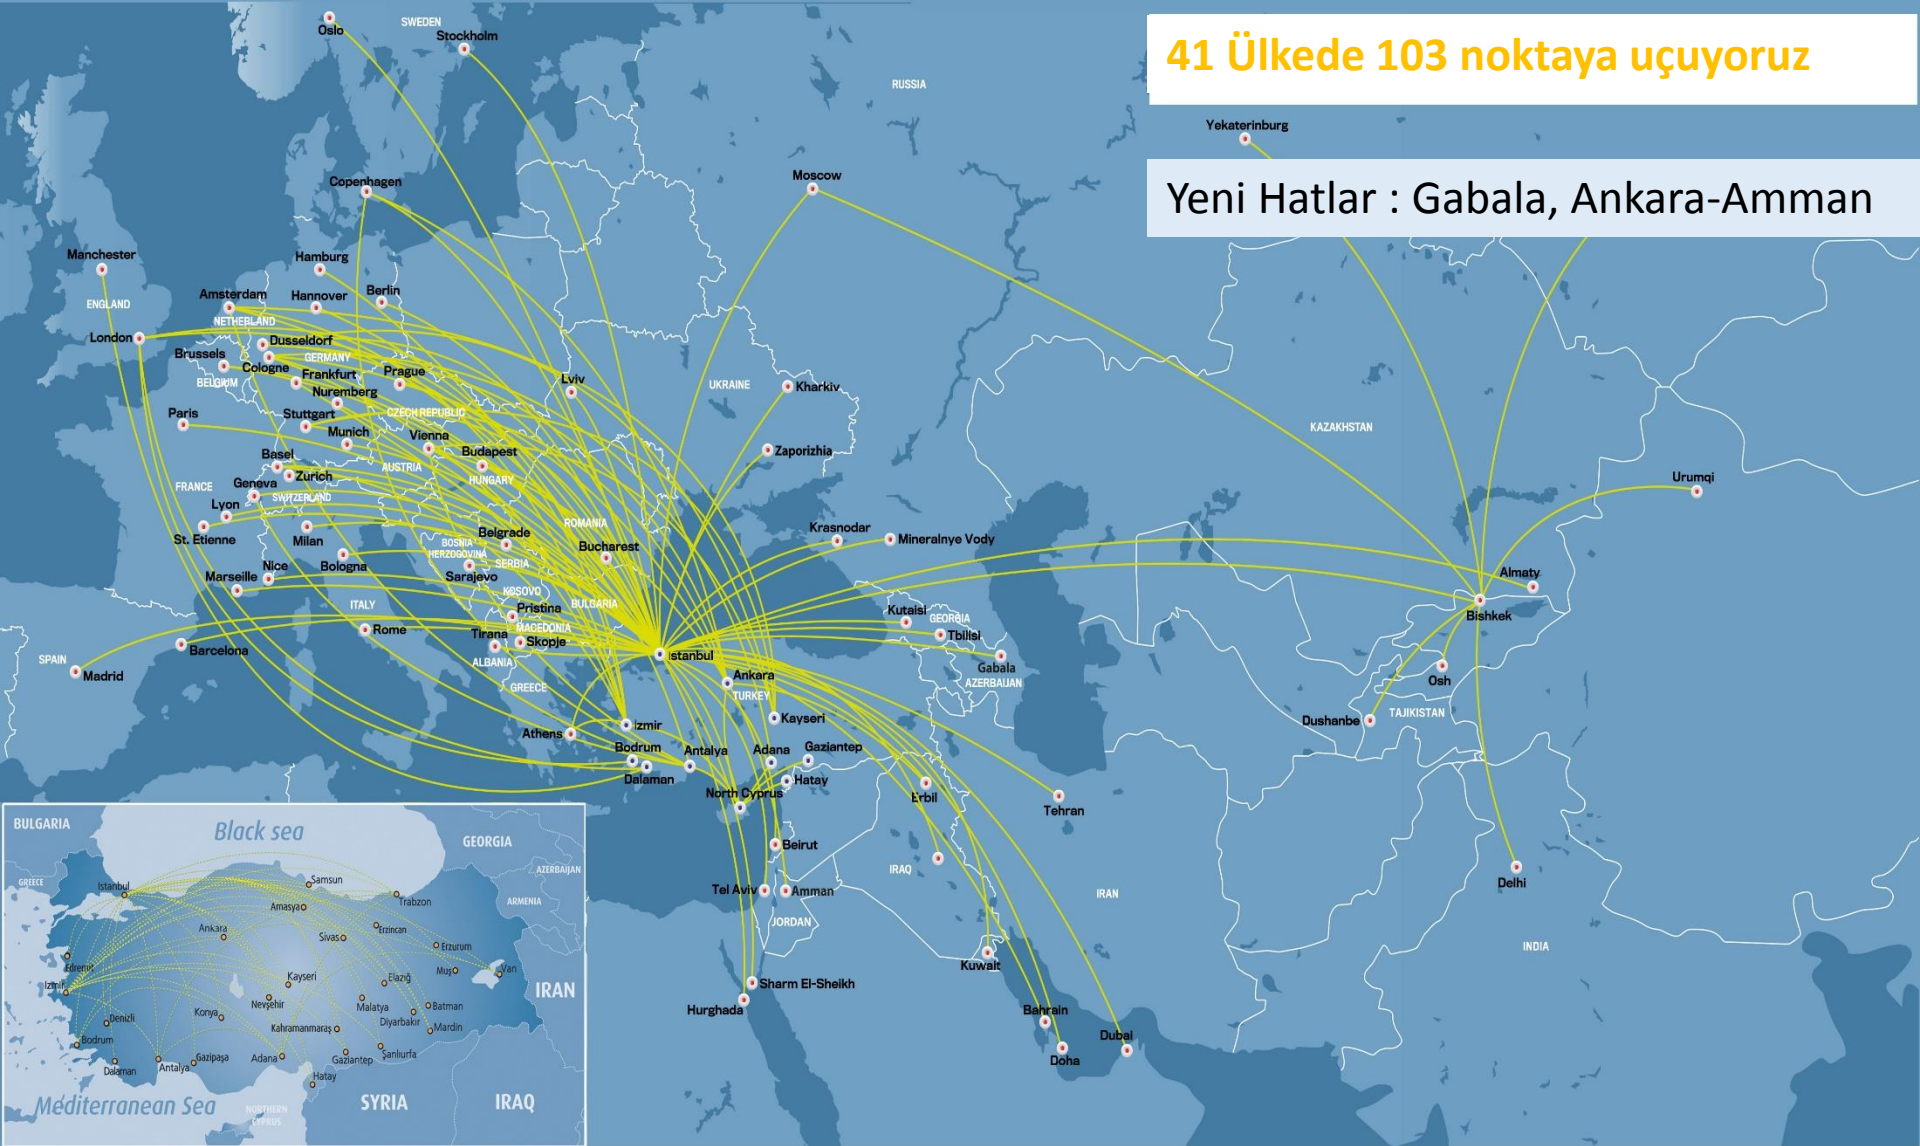 41 Ülkede 103 noktaya uçuyoruz
Yeni Hatlar : Gabala, Ankara-Amman
Oslo
SWEDEN
Stockholm
RUSSIA
Yekaterinburg
Copenhagen
Moscow
Manchester
Hamburg
ENGLAND
Amsterdam
Hannover
Berlin
NETHERLAND
London
Dusseldorf
Brussels
GERMANY
Cologne
Frankfurt
Prague
BELGIUM
Nuremberg
Lviv
UKRAINE
Kharkiv
Paris
Stuttgart
CZECH REPUBLIC
Munich
Vienna
KAZAKHSTAN
Basel
Budapest
Zaporizhia
Zürich
AUSTRIA
Geneva
HUNGARY
FRANCE
SWITZERLAND
Urumqi
Lyon
St. Etienne
Milan
Belgrade
ROMANIA
Krasnodar
Mineralnye Vody
BOSNIA
HERZOGOVINA
Bucharest
SERBIA
Nice
Bologna
Marseille
Sarajevo
Almaty
KOSOVO
ITALY
Pristina
BULGARIA
Kutaisi
GEORGIA
Bishkek
Rome
MACEDONIA
Tirana
Skopje
Tbilisi
Barcelona
Istanbul
SPAIN
Madrid
ALBANIA
Ankara
Gabala
AZERBAIJAN
Osh
GREECE
TURKEY
Dushanbe
TAJIKISTAN
Izmir
Kayseri
Athens
Bodrum
Antalya
Adana
Gaziantep
Dalaman
Hatay
North Cyprus
Erbil
Tehran
Beirut
IRAQ
Tel Aviv
Amman
IRAN
Delhi
JORDAN
INDIA
Kuwait
Sharm El-Sheikh
Hurghada
Bahrain
Dubai
Doha
BULGARIA
Black sea
GEORGIA
GREECE
AZERBAIJAN
Istanbul
Samsun
Trabzon
ARMENIA
Amasya
Ankara
Sivas
Erzincan
Erzurum
Edremit
Muş
Van
Izmir
Kayseri
Elazığ
IRAN
Nevşehir
Malatya
Batman
Denizli
Konya
Diyarbakır
Mardin
Kahramanmaraş
Bodrum
Dalaman
Antalya
Gazipaşa
Adana
Gaziantep
Şanlıurfa
Hatay
Mediterranean Sea
NORTHERN
CYPRUS
SYRIA
IRAQ